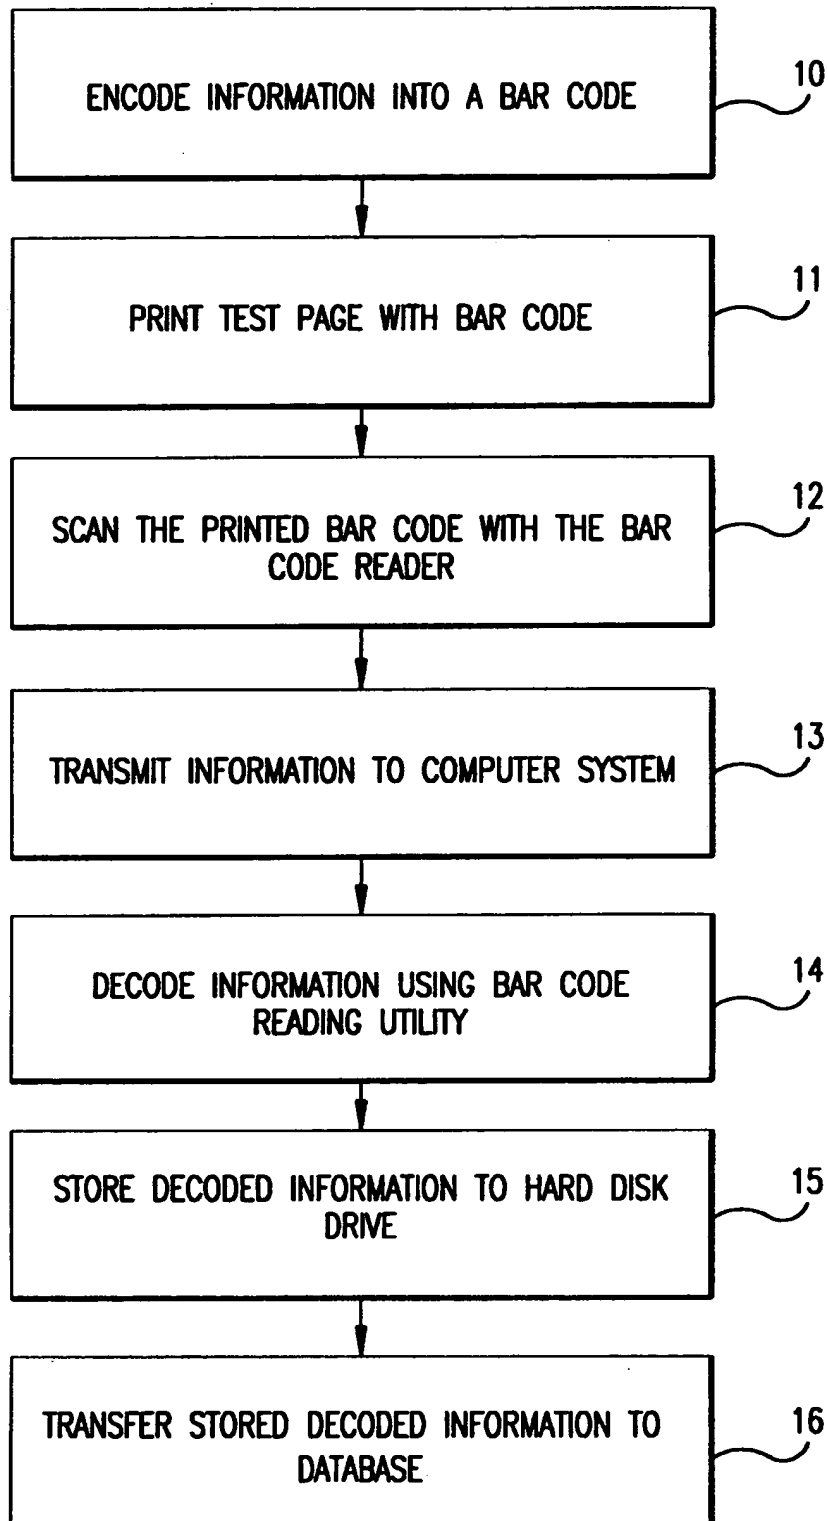 ENCODE INFORMATION INTO A BAR CODE
10
PRINT TEST PAGE WITH BAR CODE
11
SCAN THE PRINTED BAR CODE WITH THE BAR
CODE READER
12
TRANSMIT INFORMATION TO COMPUTER SYSTEM
13
DECODE INFORMATION USING BAR CODE
READING UTILITY
14
STORE DECODED INFORMATION TO HARD DISK
DRIVE
15
TRANSFER STORED DECODED INFORMATION TO
DATABASE
16